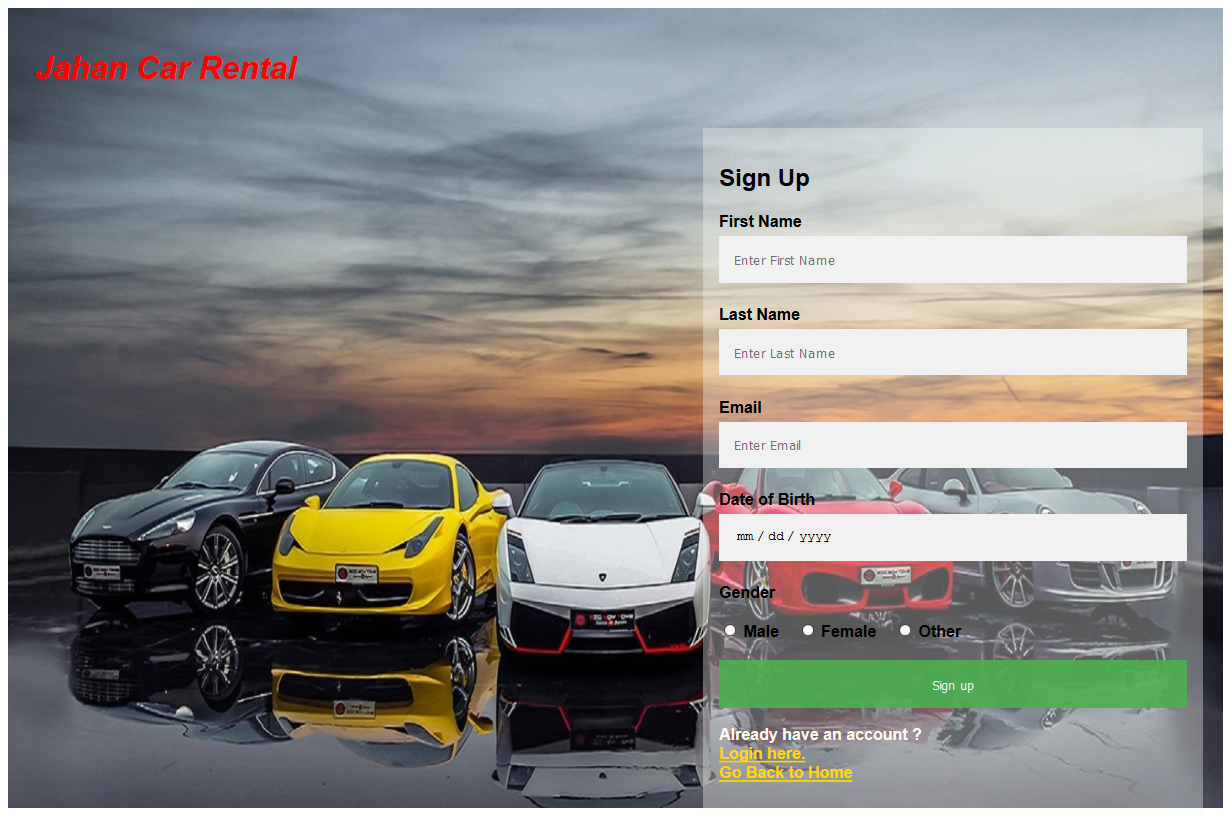 Jahan Car Rental
Sign Up
First Name
Enter First Name
Last Name
Enter Last Name
Email
Enter Email
Date of Birth
mm / dd / yyyy
Gender
Male Female Other
Sign up
Already have an account ?
Login here.
Go Back to Home